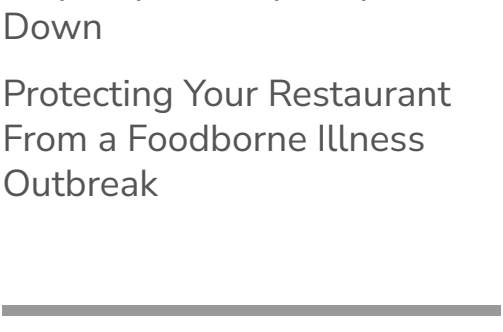 Down
Protecting Your Restaurant
From a Foodborne Illness
Outbreak